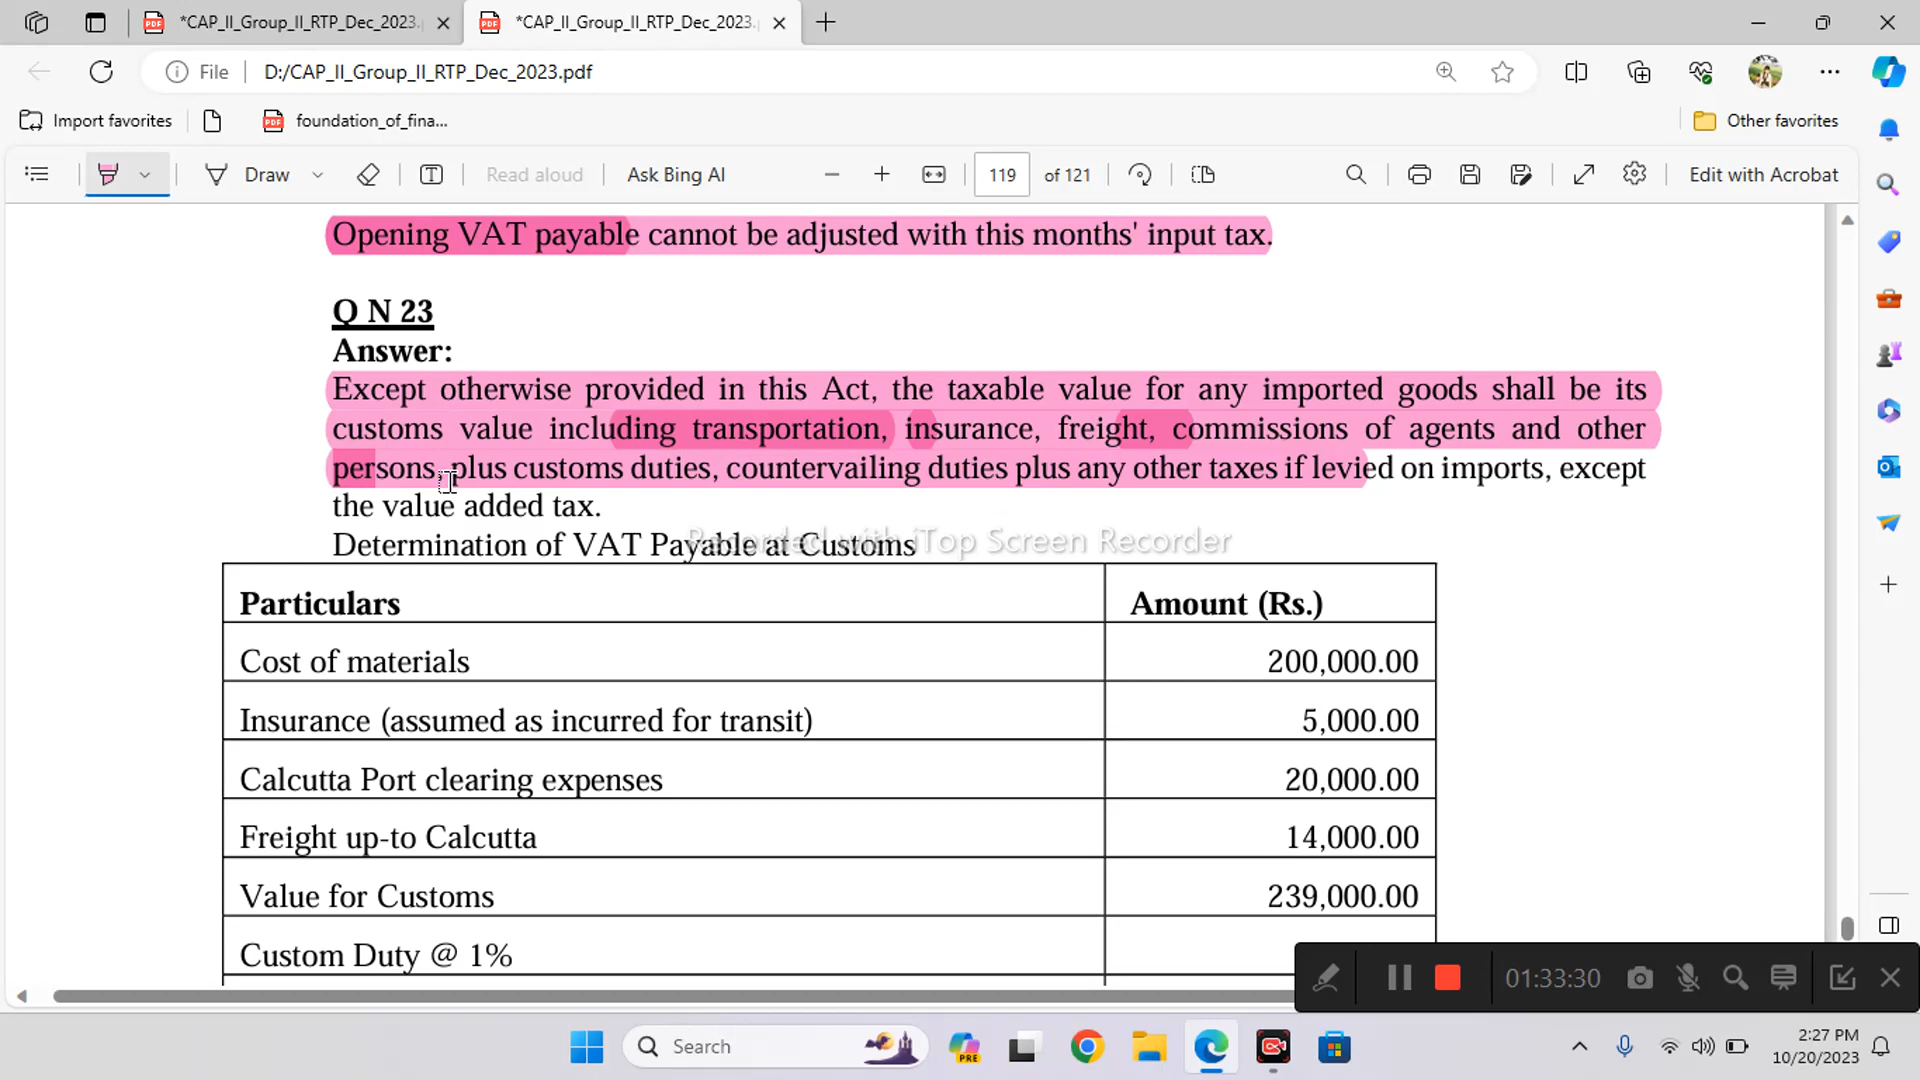 *CAP_II_Group_II_RTP_Dec_2023.
*CAP_II_Group_II_RTP_Dec_2023.
File
D:/CAP_II_Group_II_RTP_Dec_2023.pdf
Import favorites
foundation_of_fina...
Other favorites
Draw
Read aloud
Ask Bing AI
119
of 121
Edit with Acrobat
Opening VAT payable cannot be adjusted with this months' input tax.
Q N 23
Answer:
Except otherwise provided in this Act, the taxable value for any imported goods shall be its
customs value including transportation, insurance, freight, commissions of agents and other
persons, plus customs duties, countervailing duties plus any other taxes if levied on imports, except
the value added tax.
Determination of VAT Payable at Customs
Recorded with iTop Screen Recorder
Particulars Amount (Rs.)
Cost of materials 200,000.00
Insurance (assumed as incurred for transit) 5,000.00
Calcutta Port clearing expenses 20,000.00
Freight up-to Calcutta 14,000.00
Value for Customs 239,000.00
Custom Duty @ 1%
01:33:30
Search
PRE
2:27 PM
10/20/2023